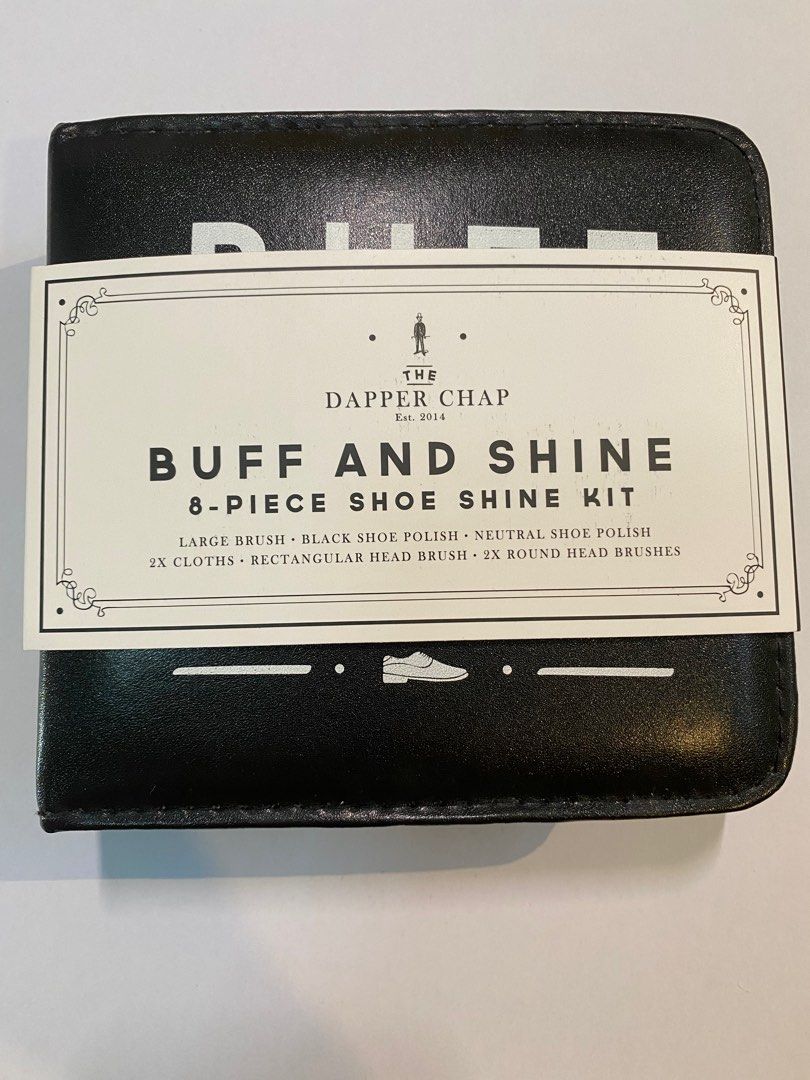 BUFF
THE
DAPPER CHAP
Est. 2014
BUFF AND SHINE
8-PIECE SHOE SHINE KIT
LARGE BRUSH • BLACK SHOE POLISH • NEUTRAL SHOE POLISH
2X CLOTHS • RECTANGULAR HEAD BRUSH • 2X ROUND HEAD BRUSHES